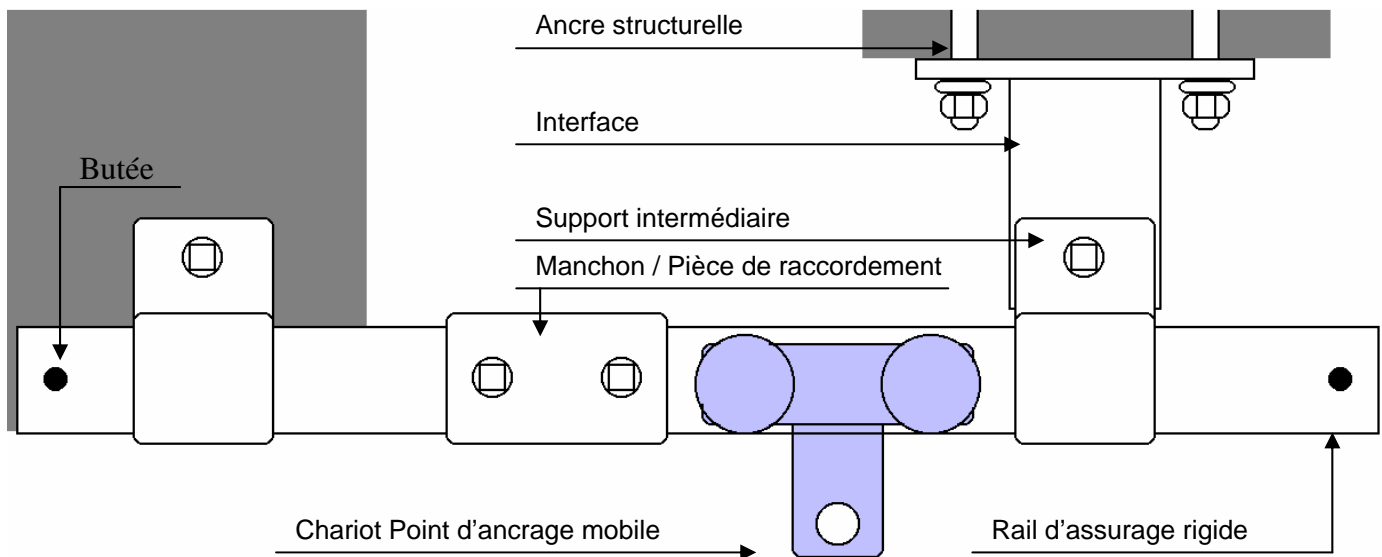 Ancre structurelle
Interface
Butée
Support intermédiaire
Manchon / Pièce de raccordement
Chariot Point d'ancrage mobile
Rail d'assurage rigide